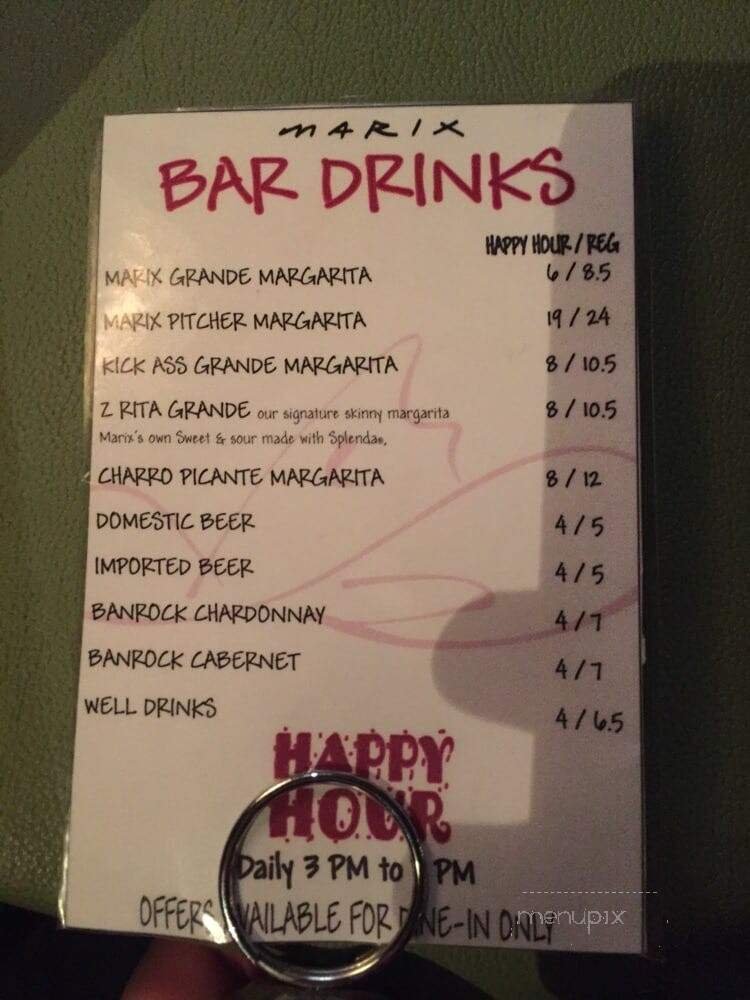 MARIX
BAR DRINKS
HAPPY HOUR / REG
MARIX GRANDE MARGARITA 6 / 8.5
MARIX PITCHER MARGARITA 19 / 24
KICK ASS GRANDE MARGARITA 8 / 10.5
Z RITA GRANDE our signature skinny margarita 8 / 10.5
Marix's own Sweet & sour made with Splenda®,
CHARRO PICANTE MARGARITA 8 / 12
DOMESTIC BEER 4 / 5
IMPORTED BEER 4 / 5
BANROCK CHARDONNAY 4 / 7
BANROCK CABERNET 4 / 7
WELL DRINKS 4 / 6.5
HAPPY
HOUR
Daily 3 PM to PM
OFFERS AVAILABLE FOR DINE-IN ONLY
menupix